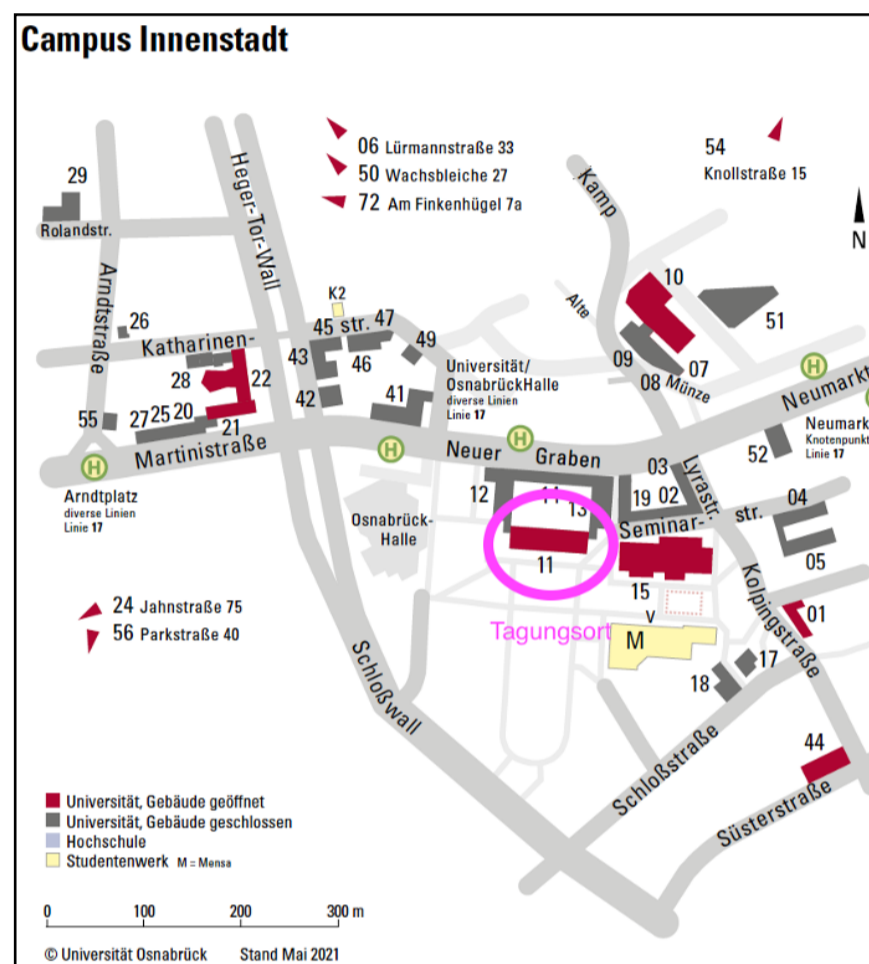 Campus Innenstadt
06 Lürmannstraße 33
50 Wachsbleiche 27
72 Am Finkenhügel 7a
54
Knollstraße 15
N
29
Rolandstr.
Arndtstraße
Heger-Tor-Wall
Kamp
Alte
Münze
10
51
09
08
07
K2
26
Katharinen-
str.
45
47
43
46
49
42
41
28
22
55
27
25
20
21
Martinistraße
Universität/
OsnabrückHalle
diverse Linien
Linie 17
H
H
H
H
H
Neuer
Graben
Neumarkt
Neumark
Knotenpunkt
Linie 17
52
Arndtplatz
diverse Linien
Linie 17
Osnabrück-
Halle
12
14
13
11
03
19
02
Lyrastr.
Seminar-
str.
04
05
15
V
M
Tagungsort
01
17
18
Kolpingstraße
44
24 Jahnstraße 75
56 Parkstraße 40
Schloßwall
Schloßstraße
Süsterstraße
Universität, Gebäude geöffnet
Universität, Gebäude geschlossen
Hochschule
Studentenwerk M = Mensa
0 100 200 300 m
© Universität Osnabrück Stand Mai 2021